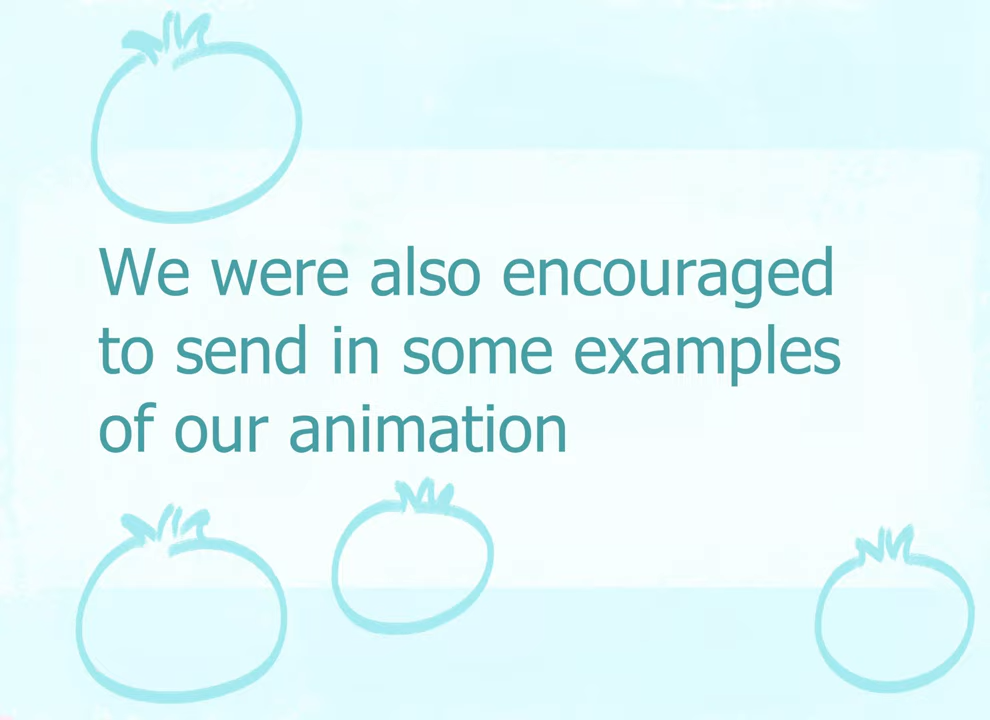 We were also encouraged
to send in some examples
of our animation